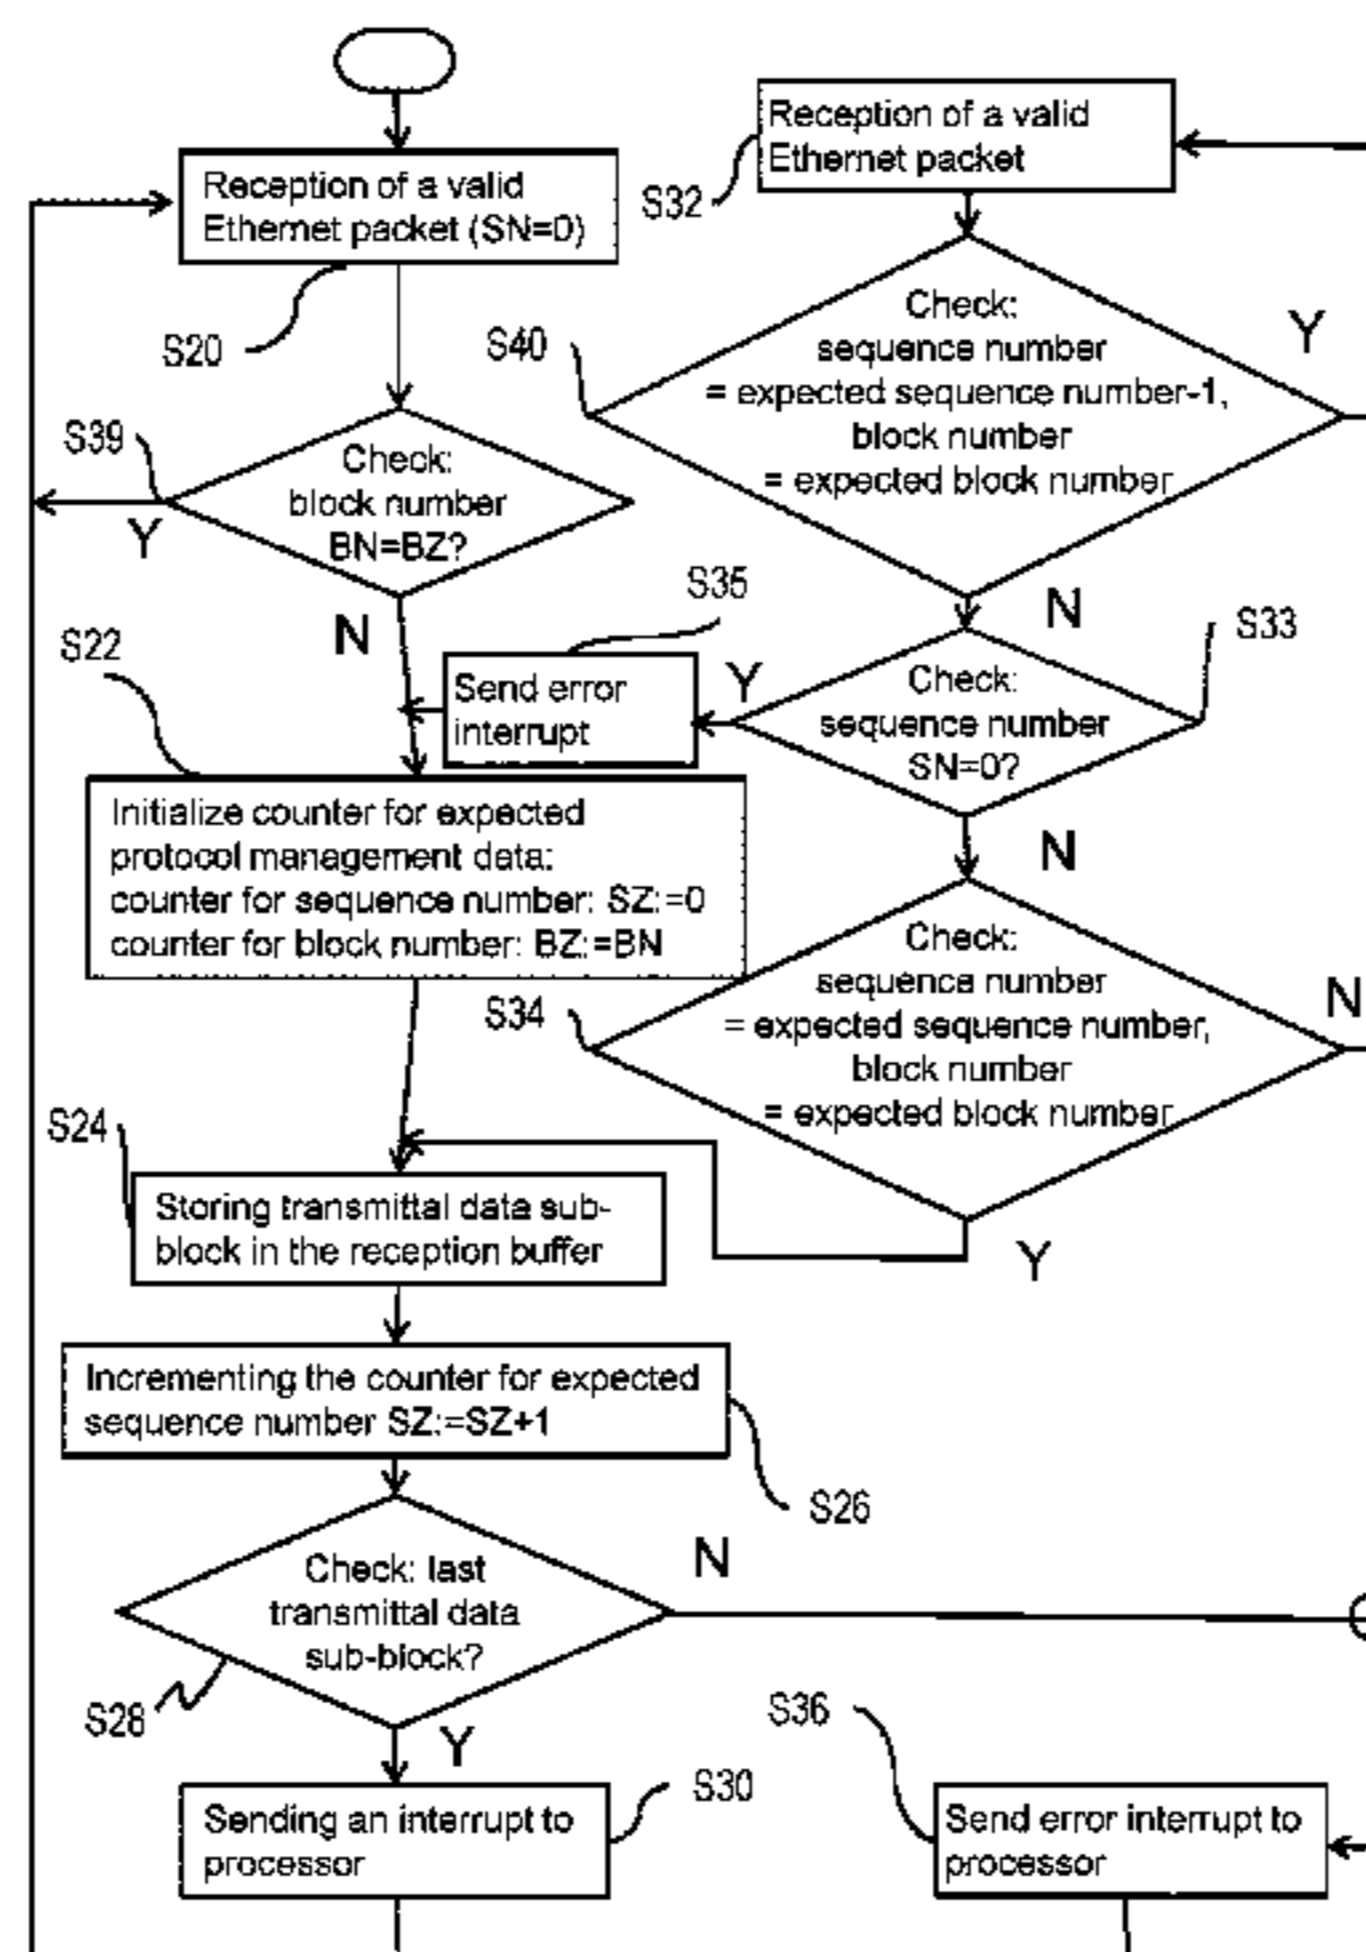 Reception of a valid
Ethernet packet (SN=0)
S20
S39
Check:
block number
BN=BZ?
Y
N
S22
S35
Send error
interrupt
Initialize counter for expected
protocol management data:
counter for sequence number: SZ:=0
counter for block number: BZ:=BN
S24
Storing transmittal data sub-
block in the reception buffer
Incrementing the counter for expected
sequence number SZ:=SZ+1
S26
Check: last
transmittal data
sub-block?
N
S28
Y
Sending an interrupt to
processor
S30
Reception of a valid
Ethernet packet
S32
S40
Check:
sequence number
= expected sequence number-1,
block number
= expected block number
Y
N
S33
Check:
sequence number
SN=0?
Y
N
S34
Check:
sequence number
= expected sequence number,
block number
= expected block number
N
Y
S36
Send error interrupt to
processor